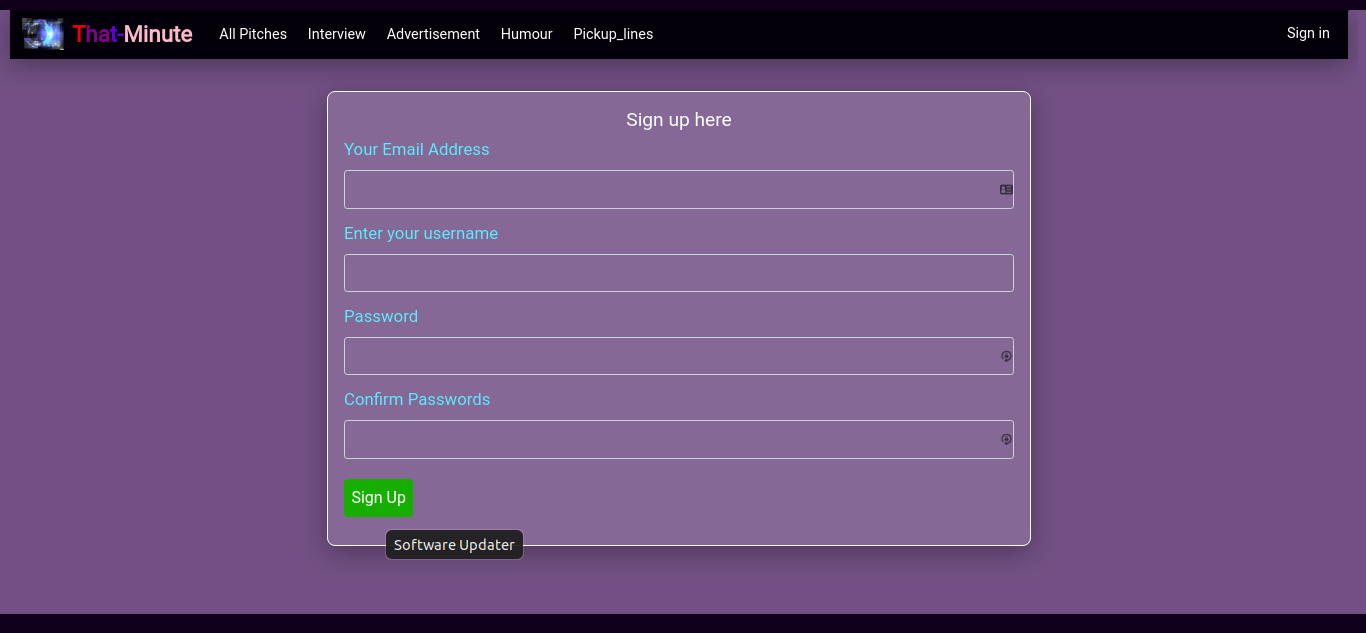 That-Minute All Pitches Interview Advertisement Humour Pickup_lines Sign in
Sign up here
Your Email Address
Enter your username
Password
Confirm Passwords
Sign Up
Software Updater